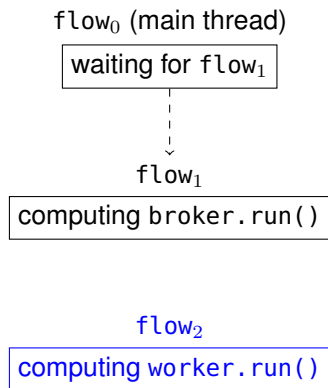 flow₀ (main thread)
waiting for flow₁
flow₁
computing broker.run()
flow₂
computing worker.run()